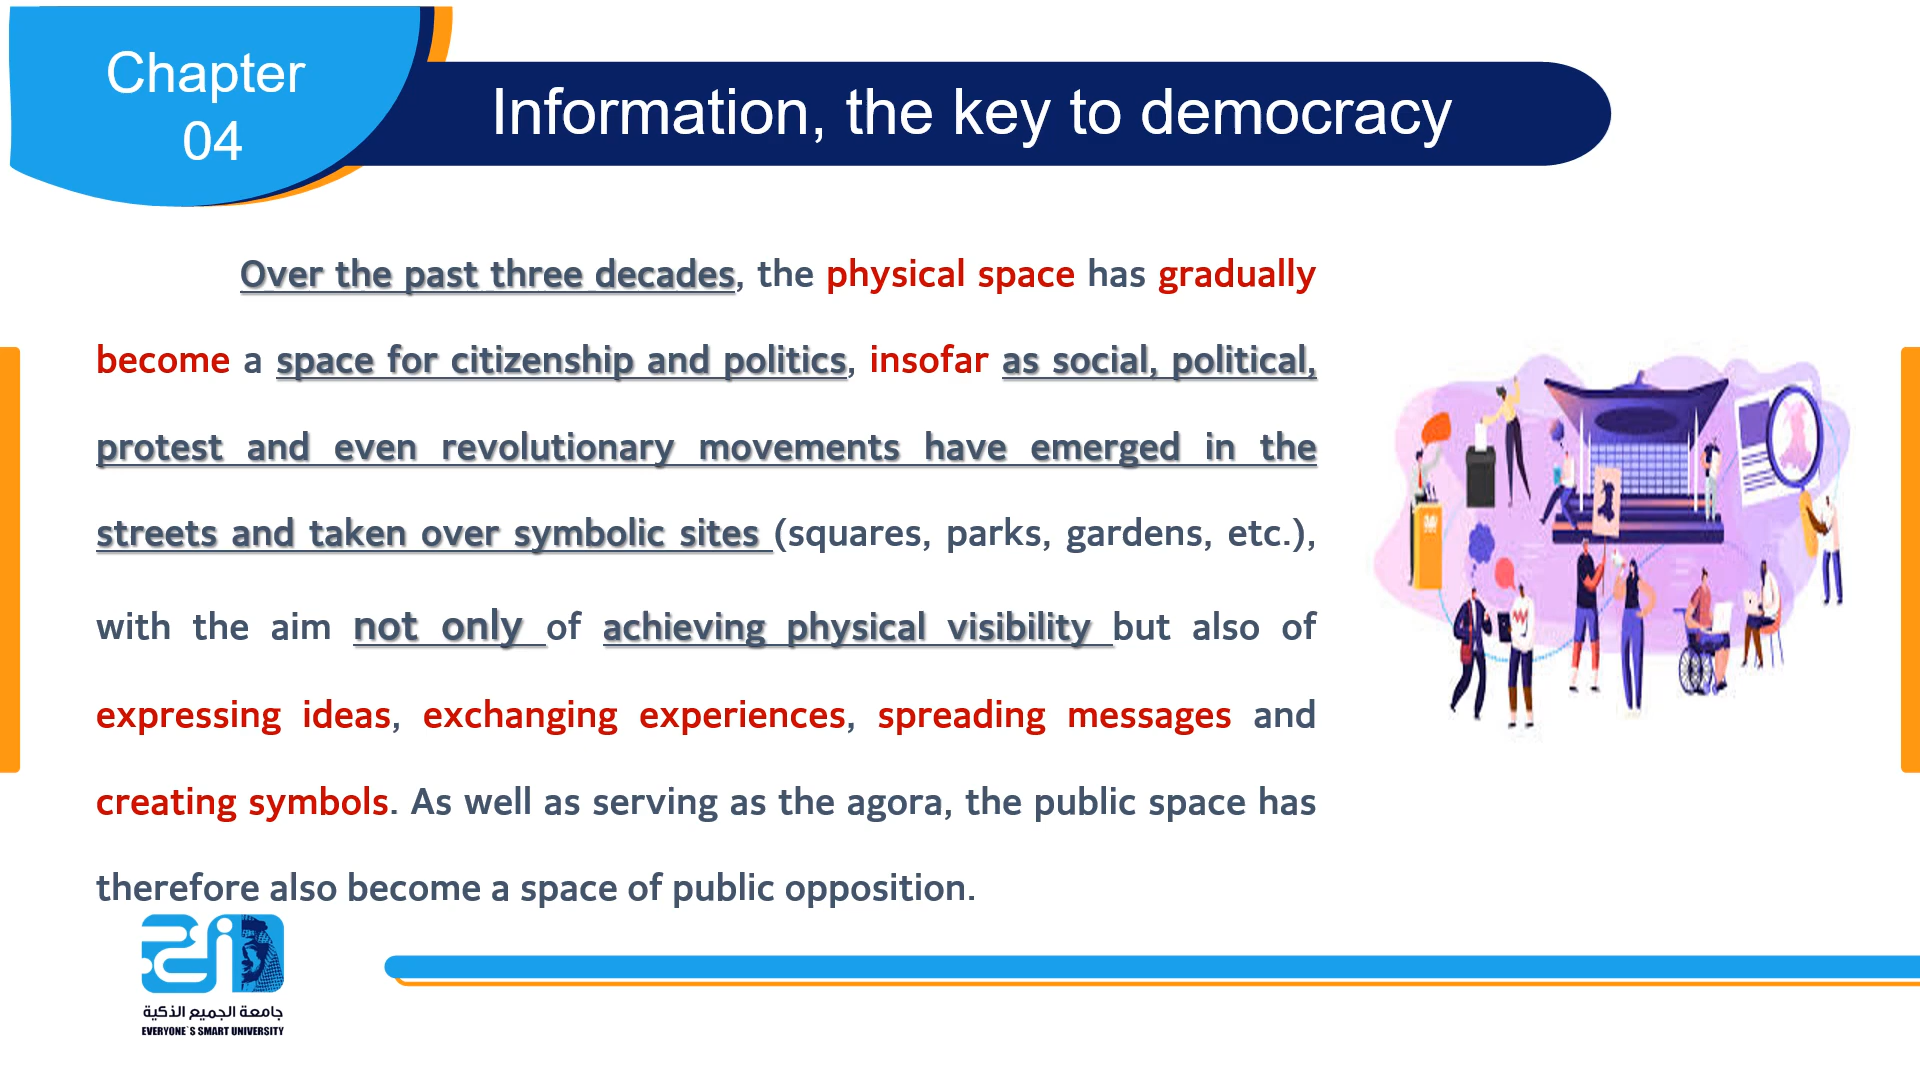 Chapter
04
Information, the key to democracy
Over the past three decades, the physical space has gradually
become a space for citizenship and politics, insofar as social, political,
protest and even revolutionary movements have emerged in the
streets and taken over symbolic sites (squares, parks, gardens, etc.),
with the aim not only of achieving physical visibility but also of
expressing ideas, exchanging experiences, spreading messages and
creating symbols. As well as serving as the agora, the public space has
therefore also become a space of public opposition.
جامعة الجميع الذكية
EVERYONE`S SMART UNIVERSITY